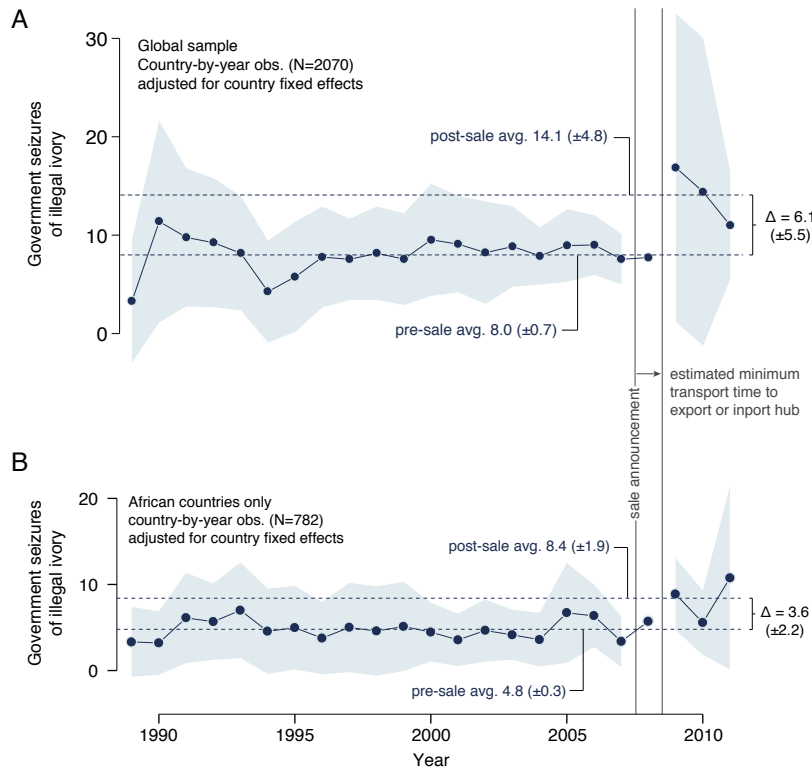 A
30
20
10
0
Government seizures
of illegal ivory
Global sample
Country-by-year obs. (N=2070)
adjusted for country fixed effects
post-sale avg. 14.1 (±4.8)
Δ = 6.1
(±5.5)
pre-sale avg. 8.0 (±0.7)
sale announcement
estimated minimum
transport time to
export or inport hub
B
20
10
0
Government seizures
of illegal ivory
African countries only
country-by-year obs. (N=782)
adjusted for country fixed effects
post-sale avg. 8.4 (±1.9)
Δ = 3.6
(±2.2)
pre-sale avg. 4.8 (±0.3)
1990
1995
2000
2005
2010
Year